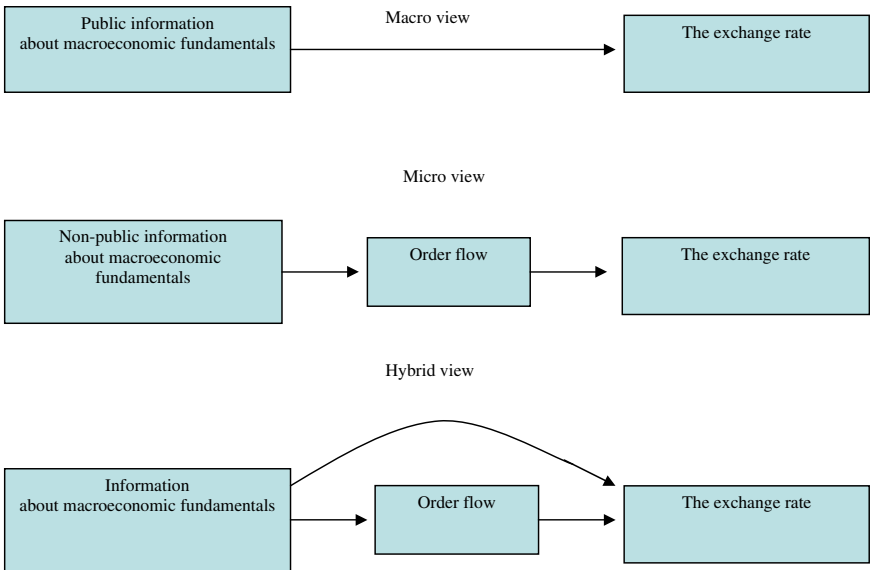 Macro view
Public information
about macroeconomic fundamentals
The exchange rate
Micro view
Non-public information
about macroeconomic
fundamentals
Order flow
The exchange rate
Hybrid view
Information
about macroeconomic fundamentals
Order flow
The exchange rate